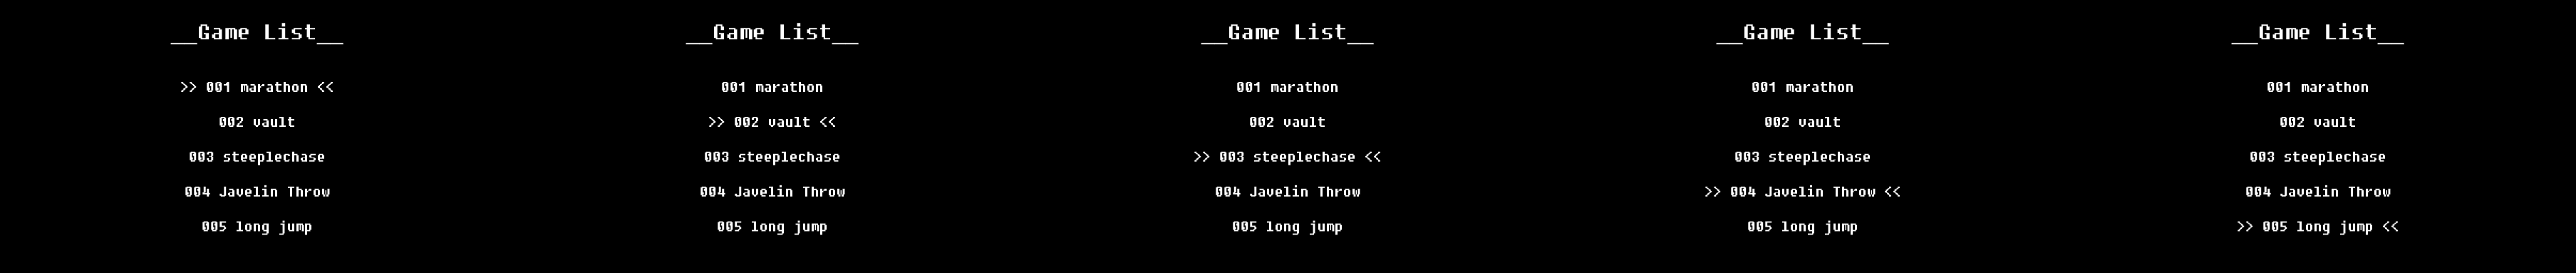 __Game List__
>> 001 marathon <<
002 vault
003 steeplechase
004 Javelin Throw
005 long jump
__Game List__
001 marathon
>> 002 vault <<
003 steeplechase
004 Javelin Throw
005 long jump
__Game List__
001 marathon
002 vault
>> 003 steeplechase <<
004 Javelin Throw
005 long jump
__Game List__
001 marathon
002 vault
003 steeplechase
>> 004 Javelin Throw <<
005 long jump
__Game List__
001 marathon
002 vault
003 steeplechase
004 Javelin Throw
>> 005 long jump <<